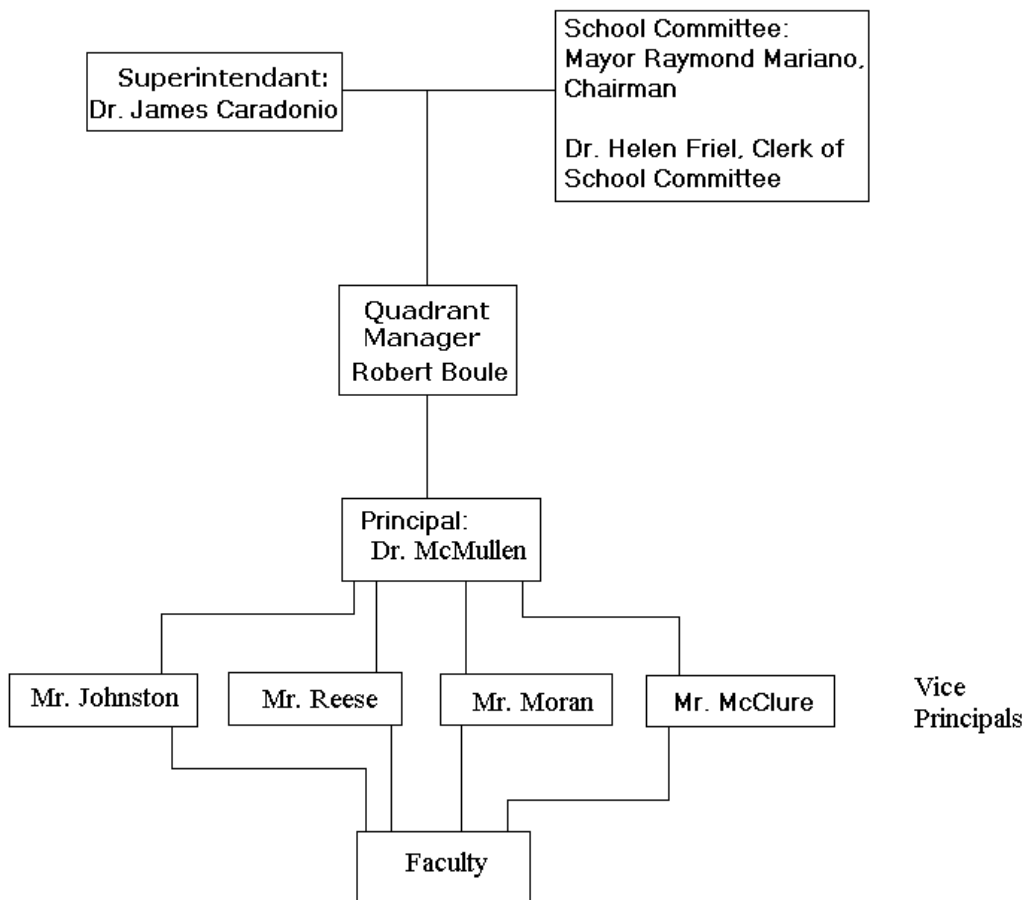 Superintendant:
Dr. James Caradonio
School Committee:
Mayor Raymond Mariano,
Chairman
Dr. Helen Friel, Clerk of
School Committee
Quadrant
Manager
Robert Boule
Principal:
Dr. McMullen
Mr. Johnston
Mr. Reese
Mr. Moran
Mr. McClure
Vice
Principals
Faculty